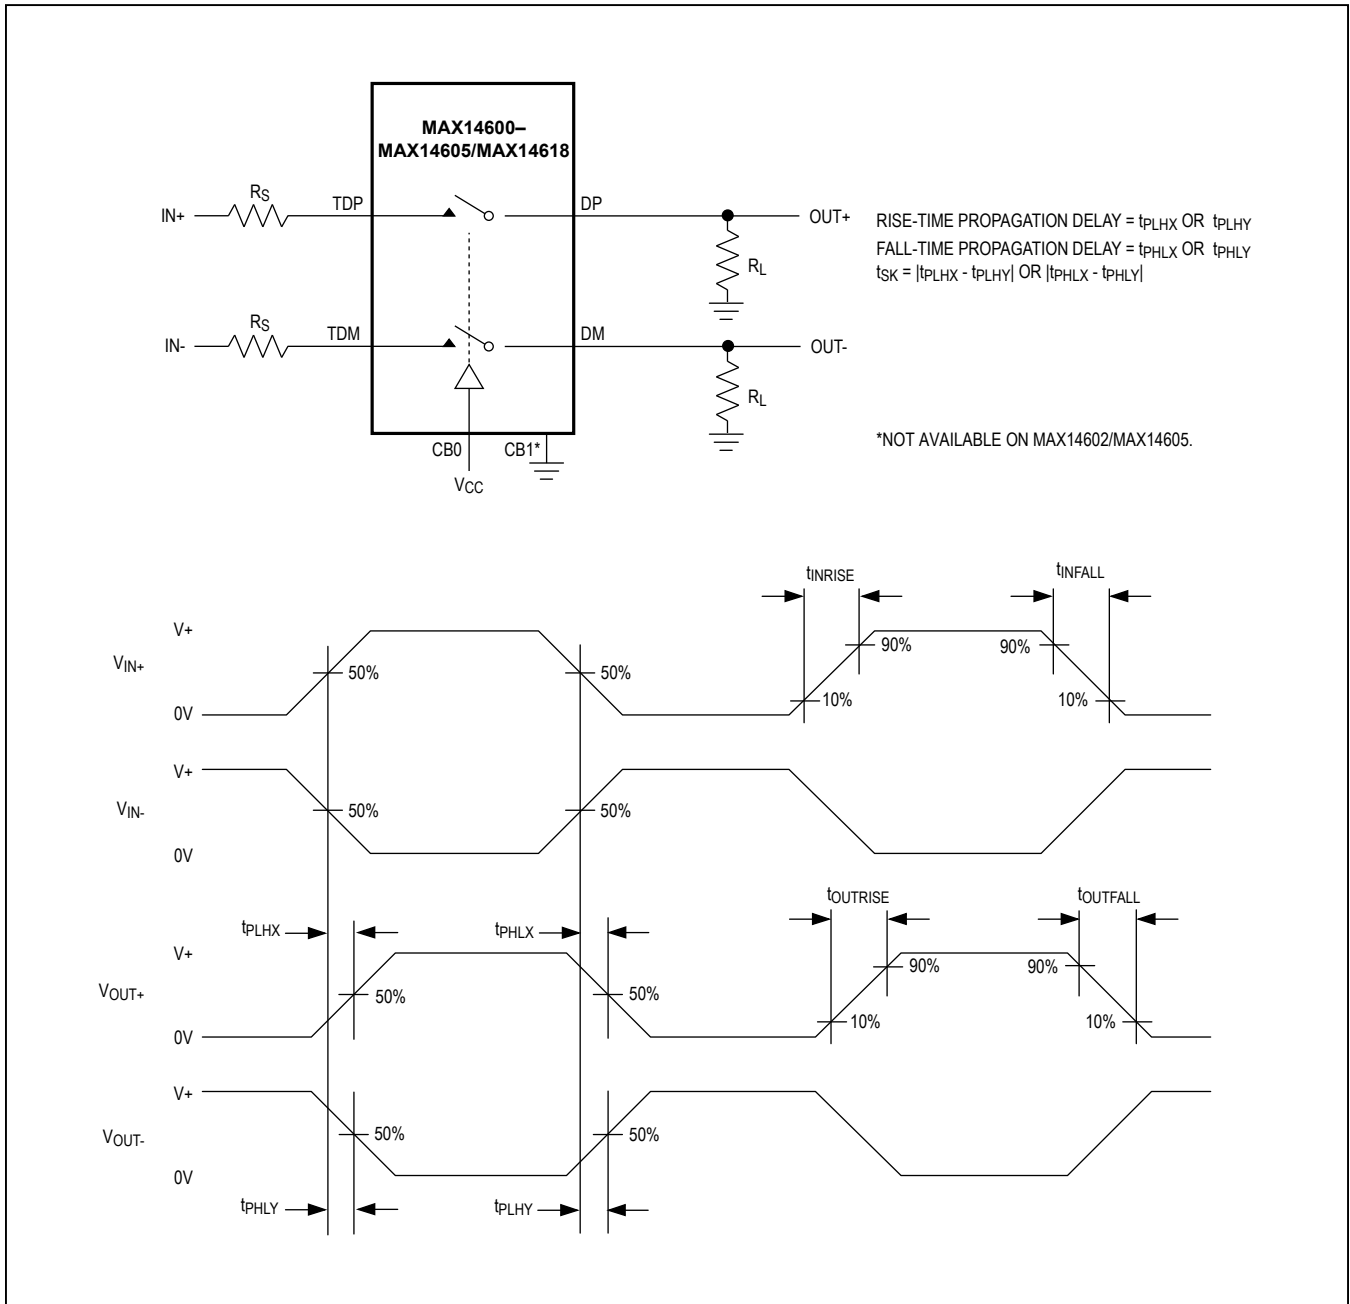 MAX14600–
MAX14605/MAX14618
RS
TDP
DP
IN+
OUT+
RISE-TIME PROPAGATION DELAY = tPLHX OR tPLHY
FALL-TIME PROPAGATION DELAY = tPHLX OR tPHLY
tSK = |tPLHX - tPLHY| OR |tPHLX - tPHLY|
RL
RS
TDM
DM
IN-
OUT-
RL
CB0
CB1*
*NOT AVAILABLE ON MAX14602/MAX14605.
VCC
tINRISE
tINFALL
V+
VIN+
50%
50%
90%
90%
10%
10%
0V
V+
VIN-
50%
50%
0V
tOUTRISE
tOUTFALL
tPLHX
tPHLX
V+
90%
90%
VOUT+
50%
50%
10%
10%
0V
V+
VOUT-
50%
50%
0V
tPHLY
tPLHY